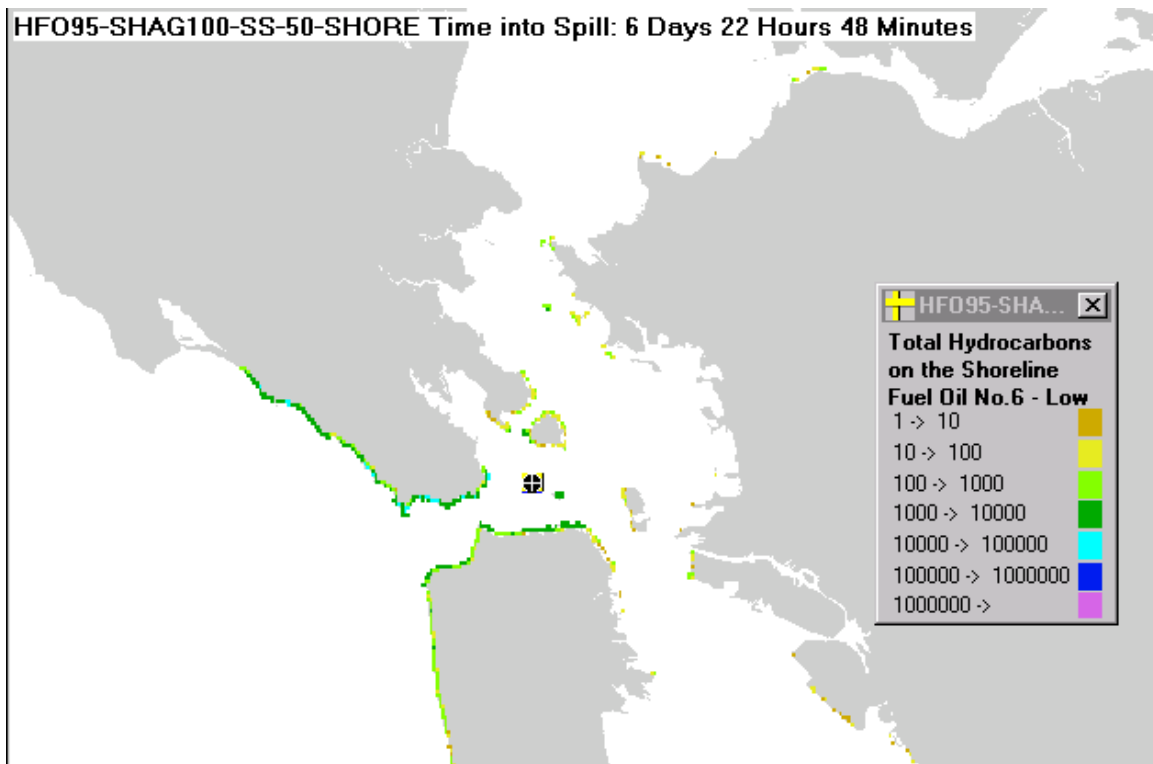 HFO95-SHAG100-SS-50-SHORE Time into Spill: 6 Days 22 Hours 48 Minutes
HFO95-SHA...
Total Hydrocarbons
on the Shoreline
Fuel Oil No.6 - Low
1 -> 10
10 -> 100
100 -> 1000
1000 -> 10000
10000 -> 100000
100000 -> 1000000
1000000 ->